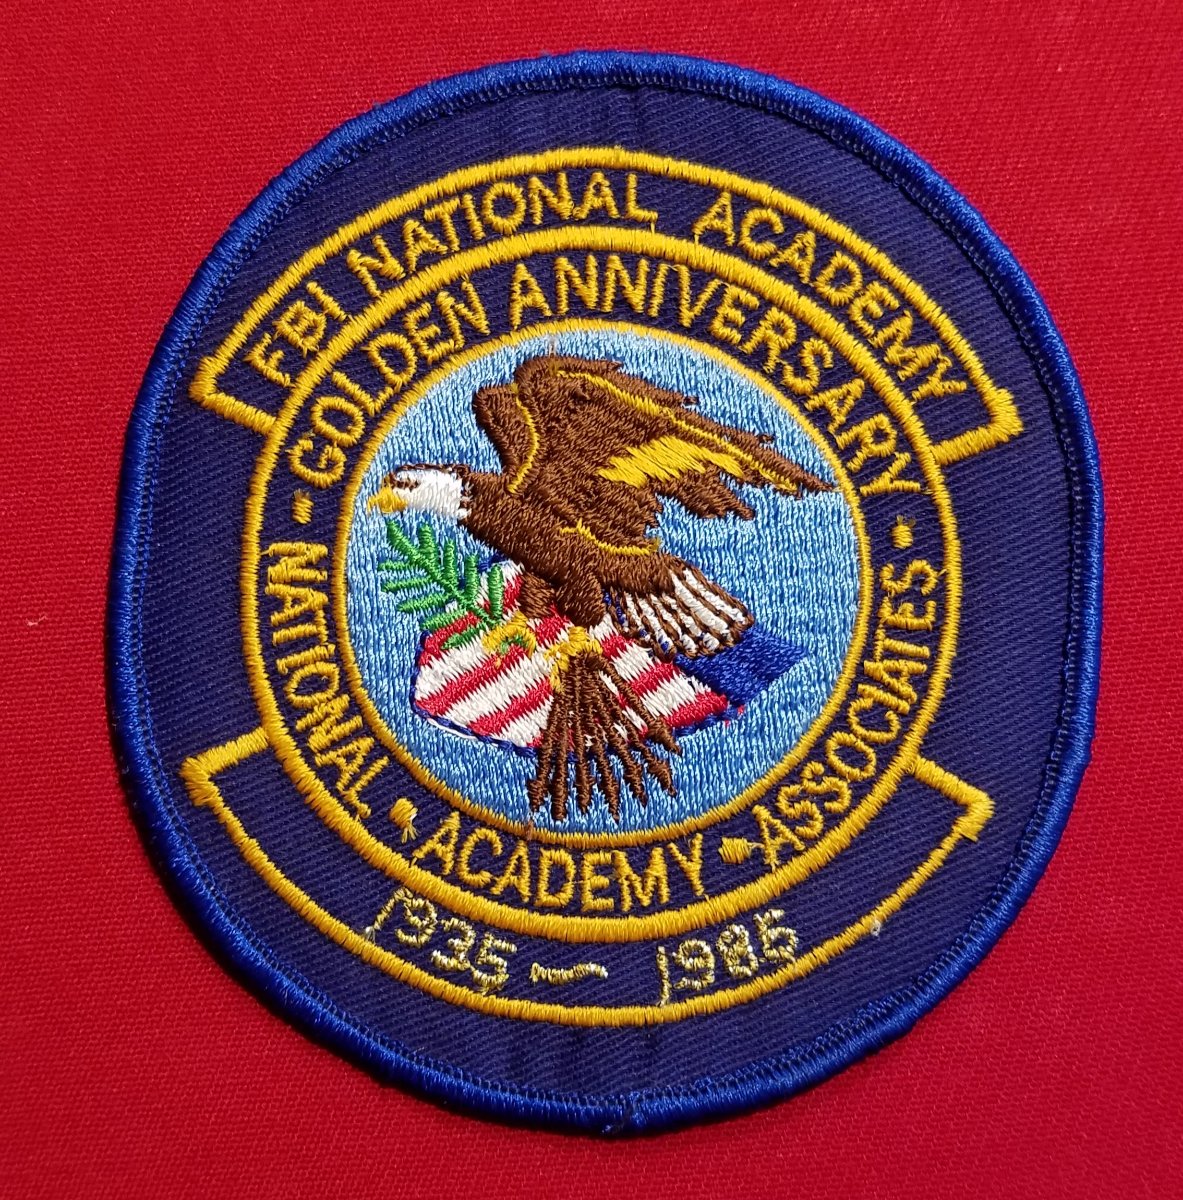 FBI NATIONAL ACADEMY
GOLDEN ANNIVERSARY
· NATIONAL · ACADEMY · ASSOCIATES ·
1935 — 1985